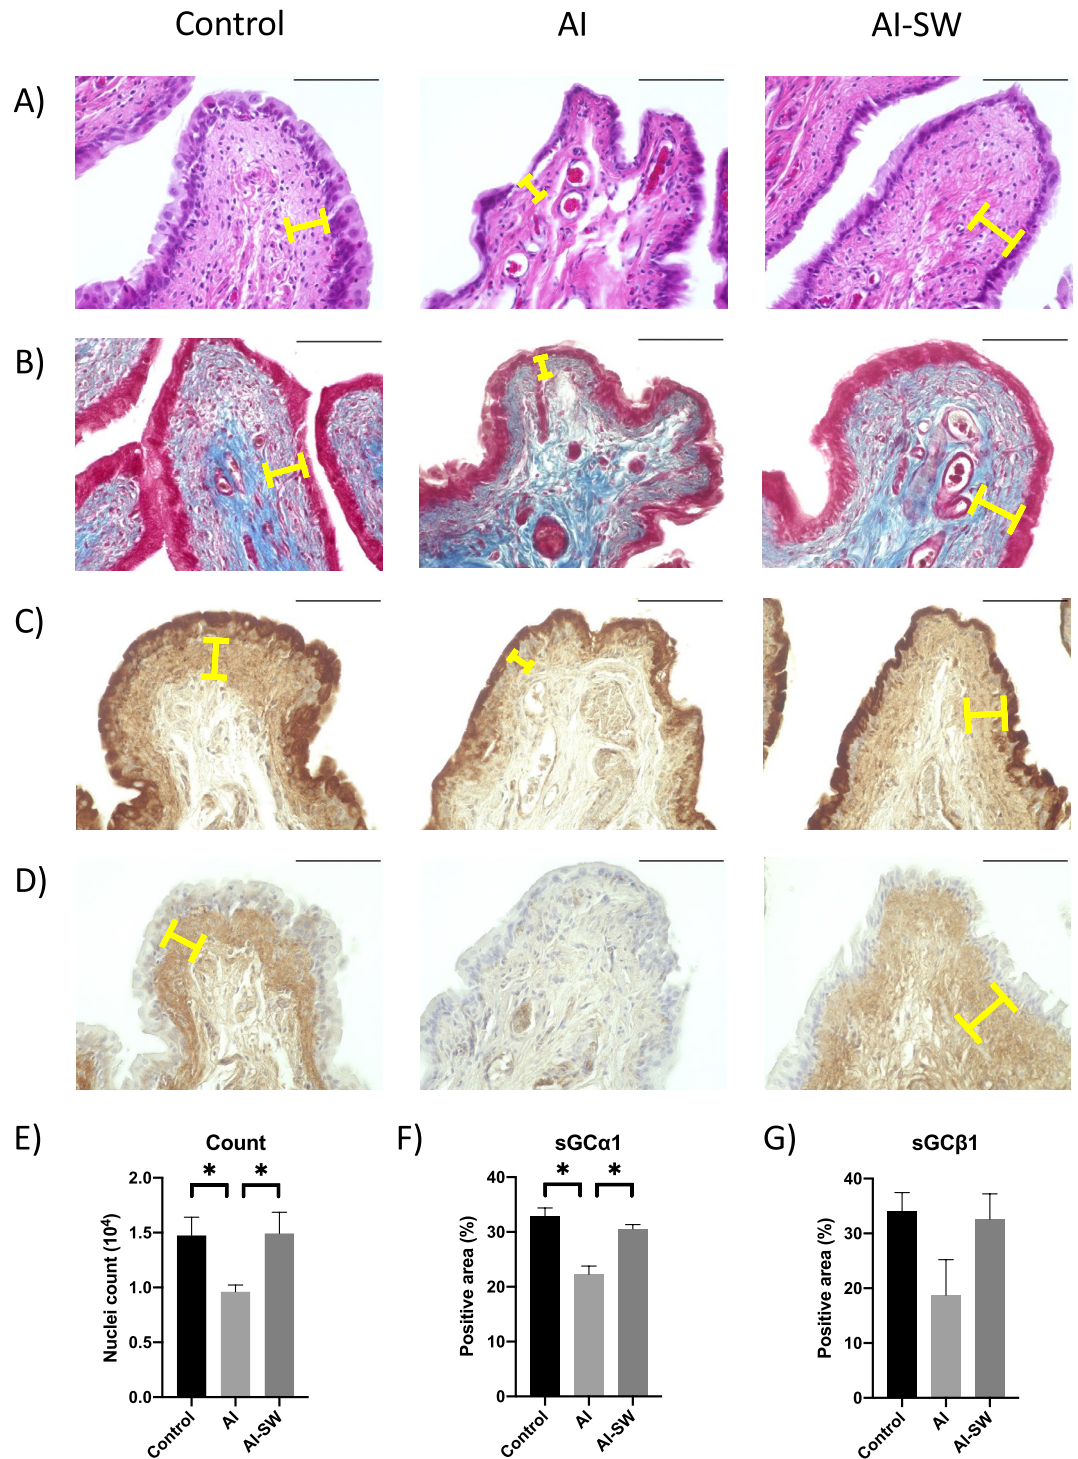 Control AI AI-SW
A)
B)
C)
D)
E) F) G)
Count
* *
2.0
1.5
1.0
0.5
0.0
Nuclei count (10⁴)
Control AI AI-SW
sGCα1
* *
40
30
20
10
0
Positive area (%)
Control AI AI-SW
sGCβ1
40
30
20
10
0
Positive area (%)
Control AI AI-SW